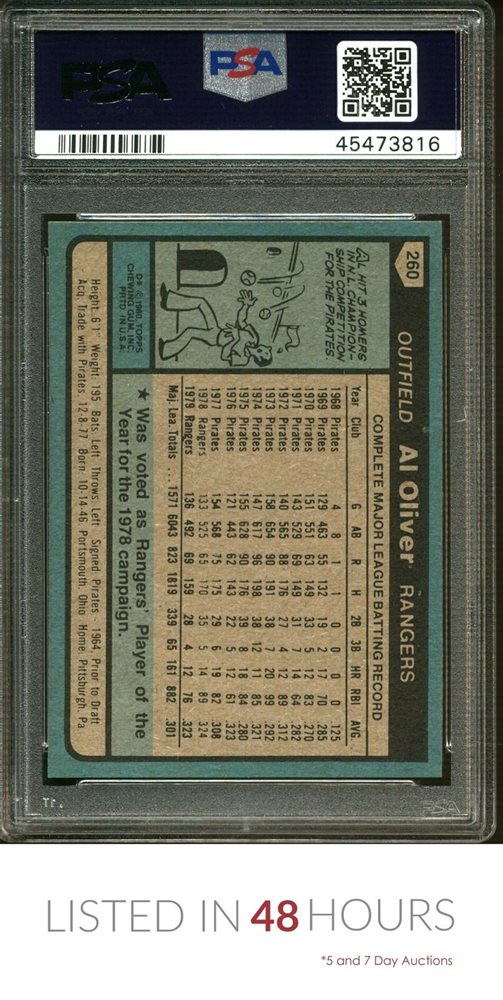 PSA
PSA
45473816
260
OUTFIELD Al Oliver RANGERS
Al HIT 3 HOMERS
IN N.L. CHAMPION-
SHIP COMPETITION
FOR THE PIRATES.
D* © 1980 TOPPS
CHEWING GUM, INC.
PRTD. IN U.S.A.
COMPLETE MAJOR LEAGUE BATTING RECORD
Year Club G AB R H 2B 3B HR RBI AVG.
1968 Pirates 4 8 1 1 0 0 0 0 .125
1969 Pirates 129 463 55 132 19 2 17 70 .285
1970 Pirates 151 551 63 149 33 5 12 83 .270
1971 Pirates 143 529 69 149 31 7 14 64 .282
1972 Pirates 140 565 88 176 27 4 12 89 .312
1973 Pirates 158 654 90 191 38 7 20 99 .292
1974 Pirates 147 617 96 198 38 12 11 85 .321
1975 Pirates 155 628 90 176 39 8 18 84 .280
1976 Pirates 121 443 62 143 22 5 12 61 .323
1977 Pirates 154 568 75 175 29 6 19 82 .308
1978 Rangers 133 525 65 170 35 5 14 89 .324
1979 Rangers 136 492 69 159 28 4 12 76 .323
Maj. Lea. Totals . . . 1571 6043 823 1819 339 65 161 882 .301
★ Was voted as Rangers' Player of the
Year for the 1978 campaign.
Height: 6'1" Weight: 195 Bats: Left Throws: Left Signed: Pirates 1964, Prior to Draft
Acq: Trade with Pirates 12-8-77 Born: 10-14-46, Portsmouth, Ohio Home: Pittsburgh, Pa
PSA
LISTED IN 48 HOURS
*5 and 7 Day Auctions